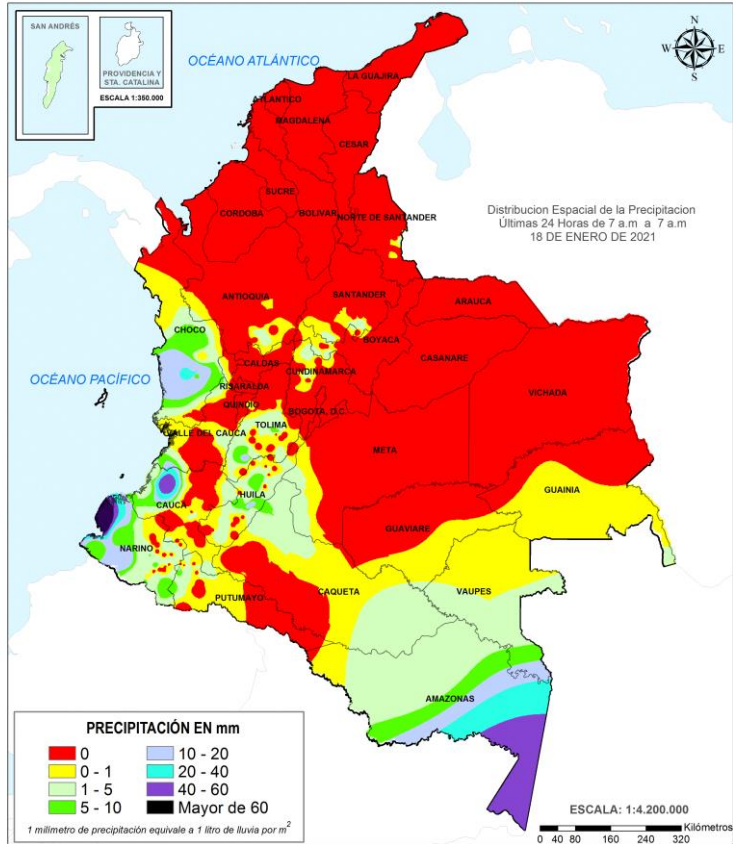 SAN ANDRÉS
PROVIDENCIA Y
STA. CATALINA
ESCALA 1:350.000
OCÉANO ATLÁNTICO
N
W E
S
LA GUAJIRA
ATLANTICO
MAGDALENA
CESAR
SUCRE
CORDOBA
BOLIVAR
NORTE DE SANTANDER
Distribucion Espacial de la Precipitacion
Últimas 24 Horas de 7 a.m a 7 a.m
18 DE ENERO DE 2021
ANTIOQUIA
SANTANDER
ARAUCA
CHOCO
BOYACA
CASANARE
CALDAS
CUNDINAMARCA
OCÉANO PACÍFICO
RISARALDA
VICHADA
QUINDIO
BOGOTA, D.C.
TOLIMA
VALLE DEL CAUCA
META
GUAINIA
HUILA
CAUCA
GUAVIARE
NARIÑO
CAQUETA
VAUPES
PUTUMAYO
AMAZONAS
PRECIPITACIÓN EN mm
0
0 - 1
1 - 5
5 - 10
10 - 20
20 - 40
40 - 60
Mayor de 60
1 milimetro de precipitación equivale a 1 litro de lluvia por m²
ESCALA: 1:4.200.000
Kilómetros
0 40 80 160 240 320